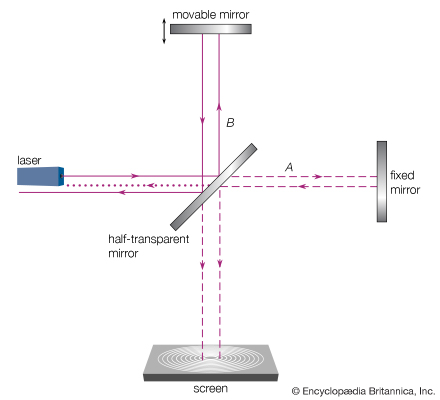 movable mirror
B
laser
A
fixed
mirror
half-transparent
mirror
screen
© Encyclopædia Britannica, Inc.